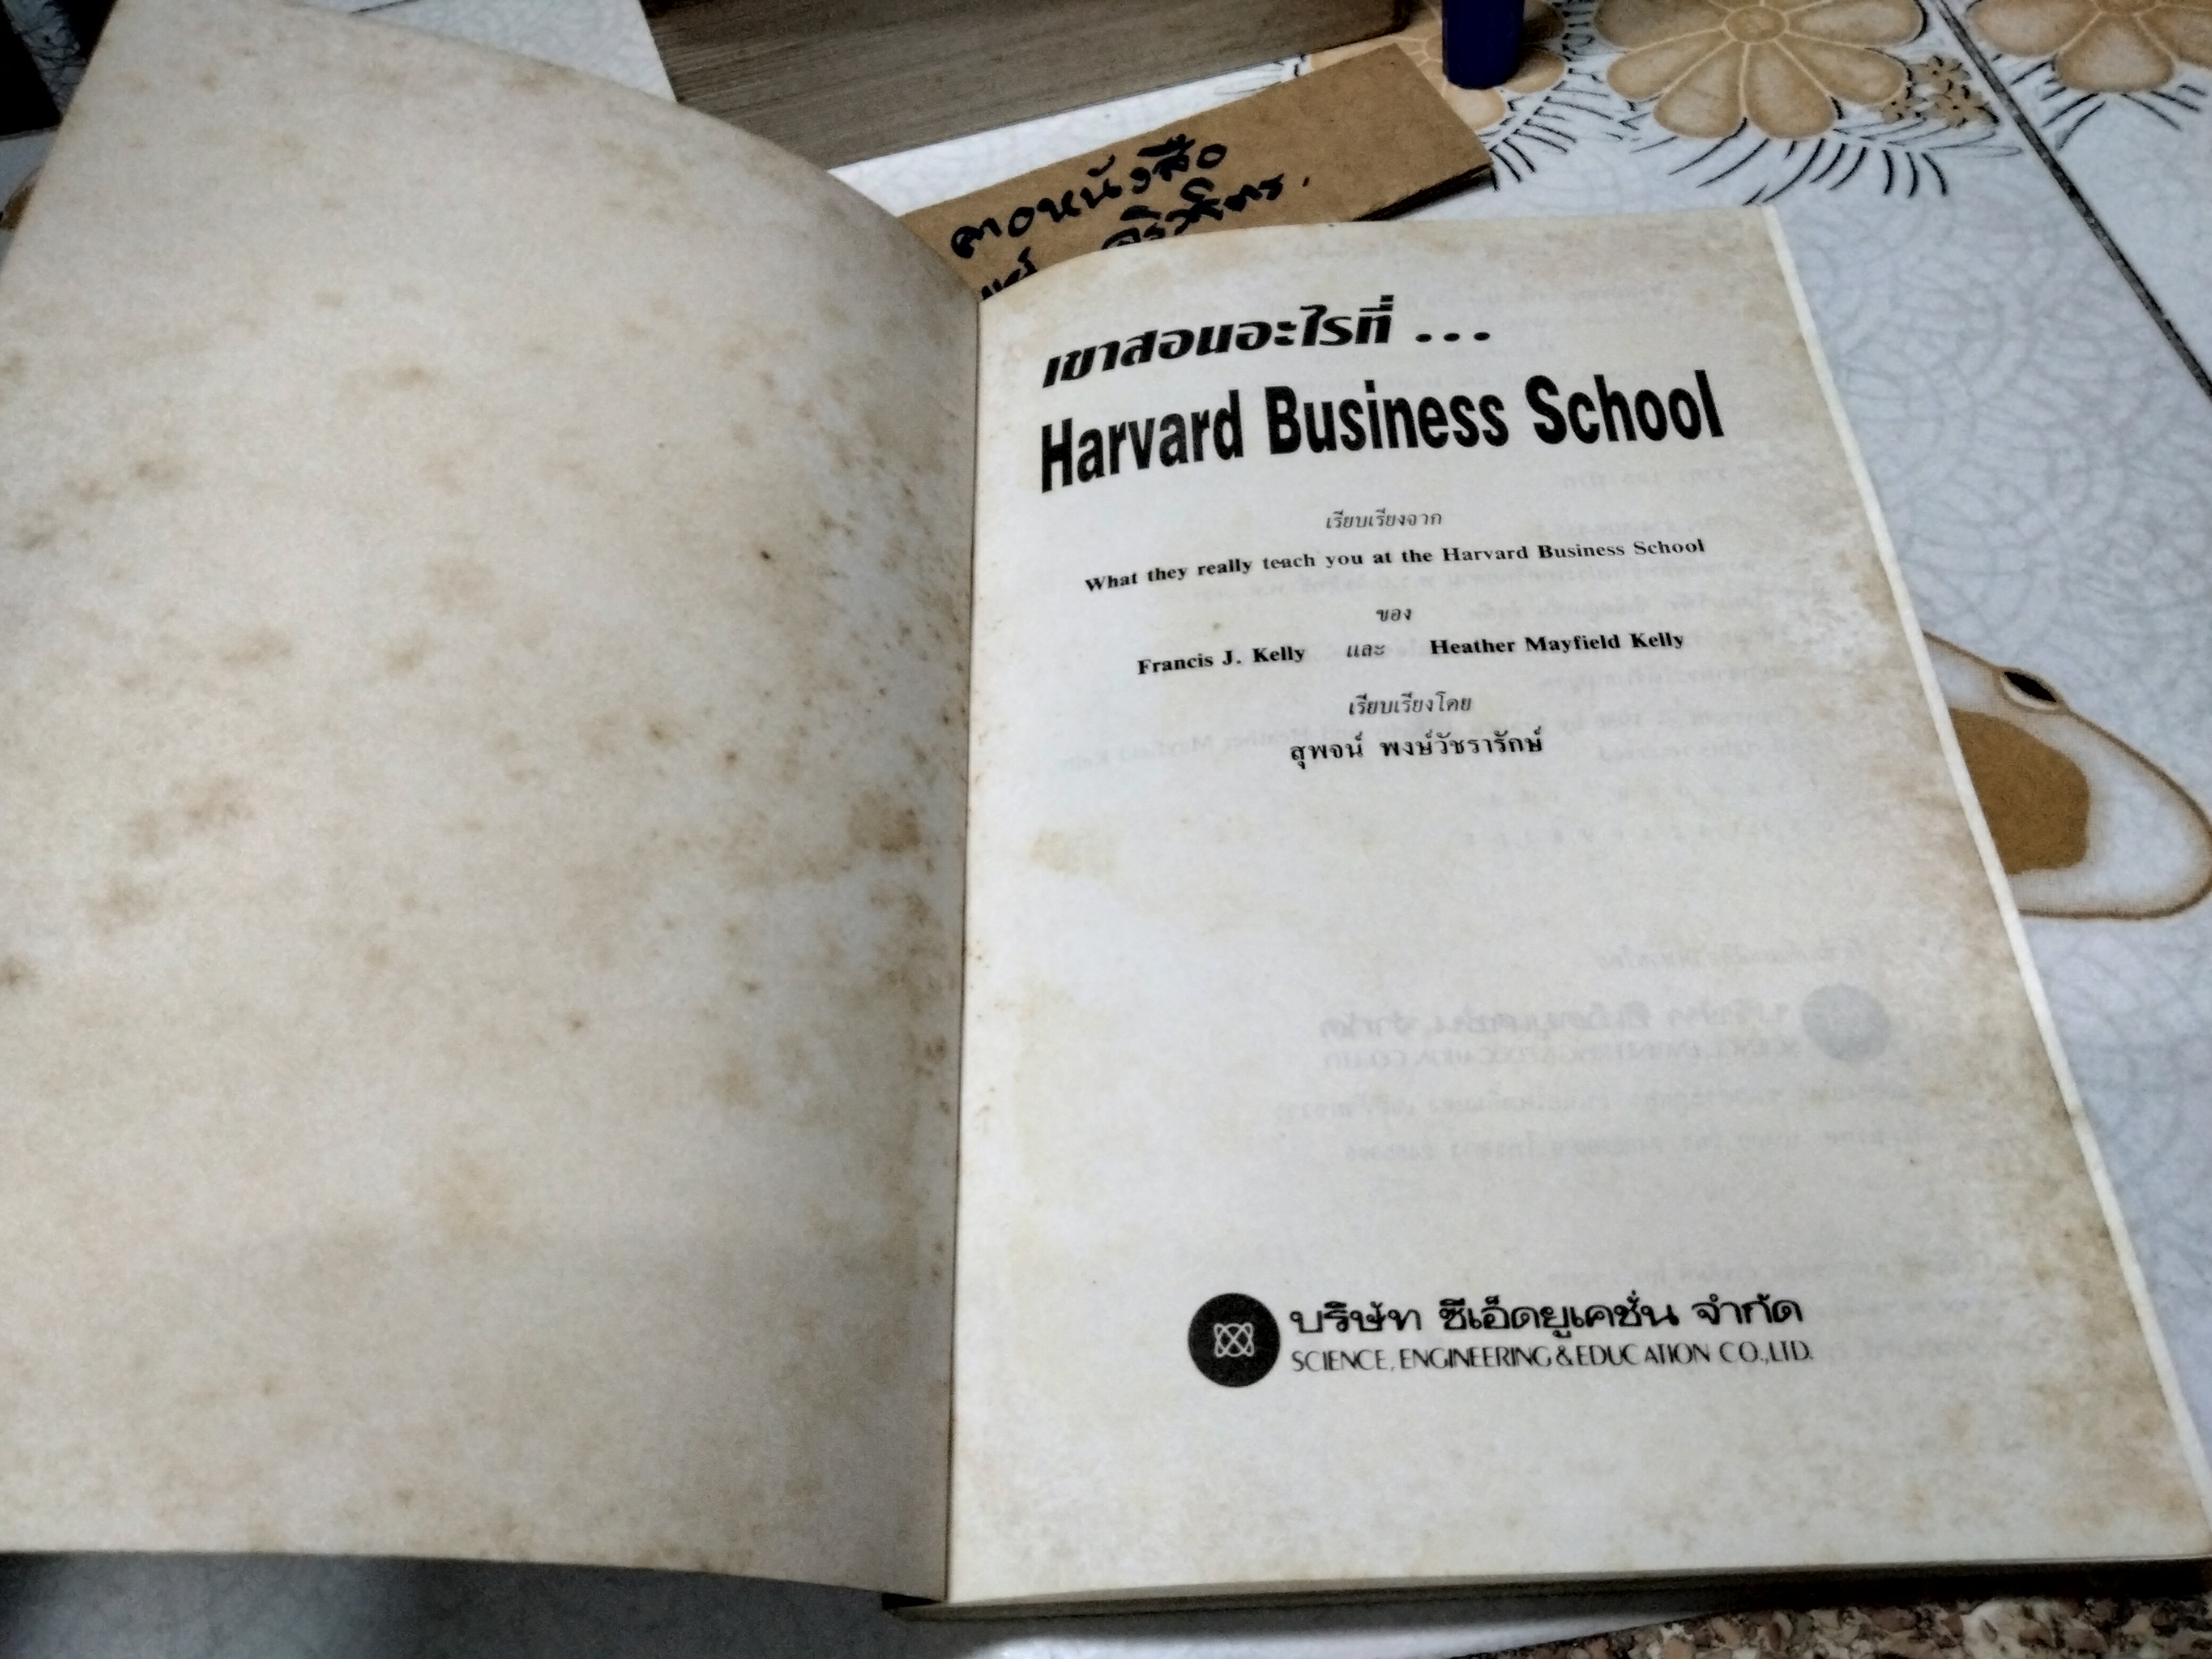 เขาสอนอะไรที่ ...
Harvard Business School
เรียบเรียงจาก
What they really teach you at the Harvard Business School
ของ
Francis J. Kelly และ Heather Mayfield Kelly
เรียบเรียงโดย
สุพจน์ พงษ์วัชรารักษ์
บริษัท ซีเอ็ดยูเคชั่น จำกัด
SCIENCE, ENGINEERING & EDUCATION CO.,LTD.